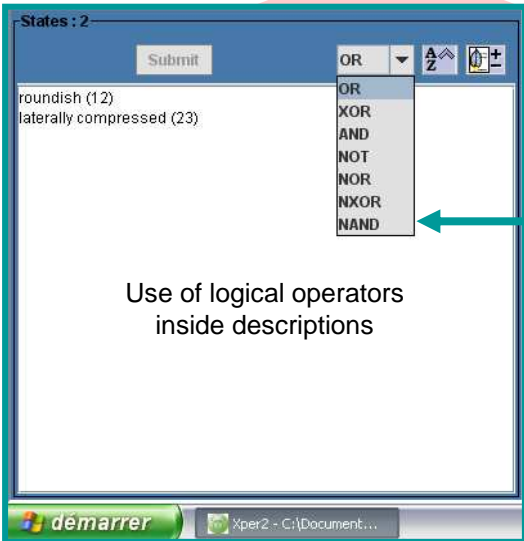 States : 2
Submit
OR
A
Z
roundish (12)
laterally compressed (23)
OR
XOR
AND
NOT
NOR
NXOR
NAND
Use of logical operators
inside descriptions
démarrer
Xper2 - C:\Document...